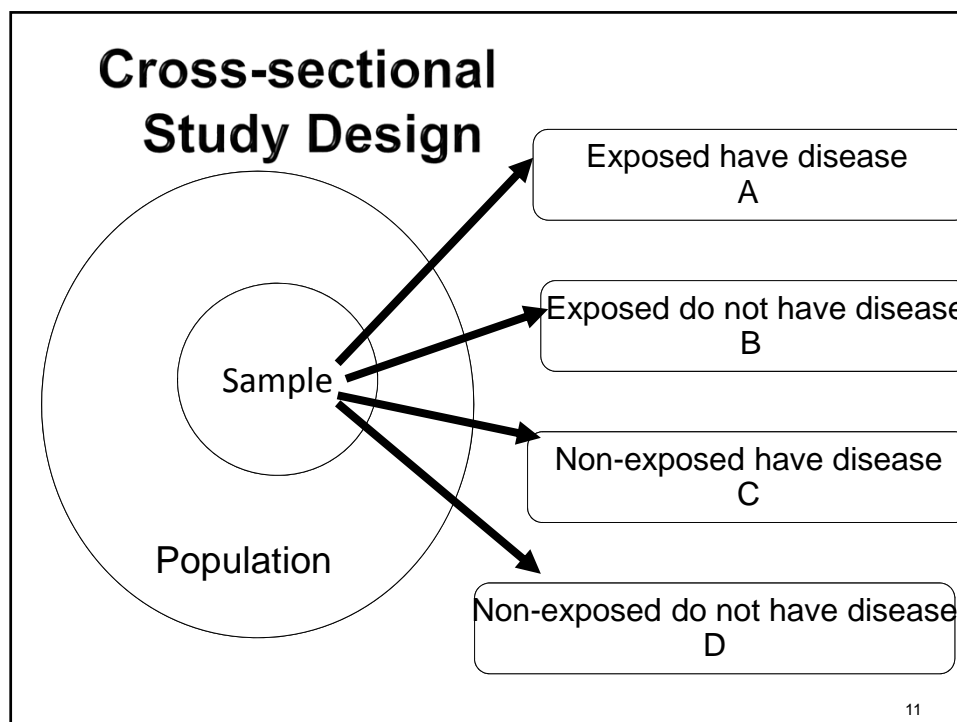 Cross-sectional
Study Design
Exposed have disease
A
Exposed do not have disease
B
Sample
Non-exposed have disease
C
Population
Non-exposed do not have disease
D
11